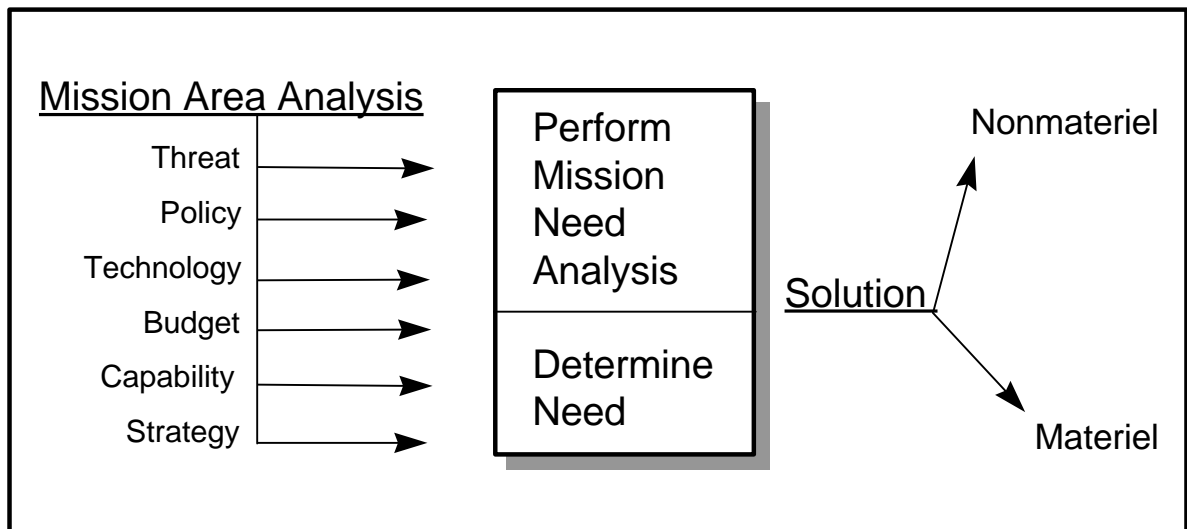 Mission Area Analysis
Threat
Policy
Technology
Budget
Capability
Strategy
Perform
Mission
Need
Analysis
Determine
Need
Solution
Nonmateriel
Materiel